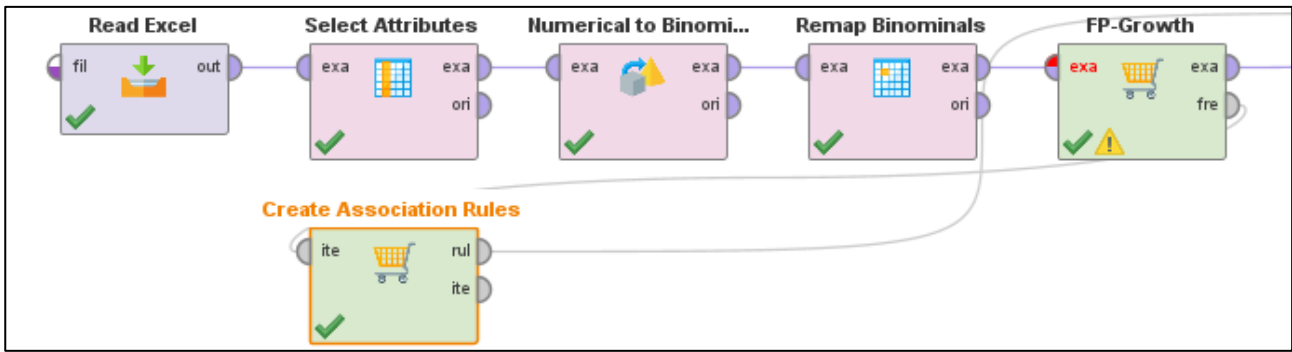 Read Excel
Select Attributes
Numerical to Binomi...
Remap Binominals
FP-Growth
fil
out
exa
exa
ori
exa
exa
ori
exa
exa
ori
exa
exa
fre
Create Association Rules
ite
rul
ite